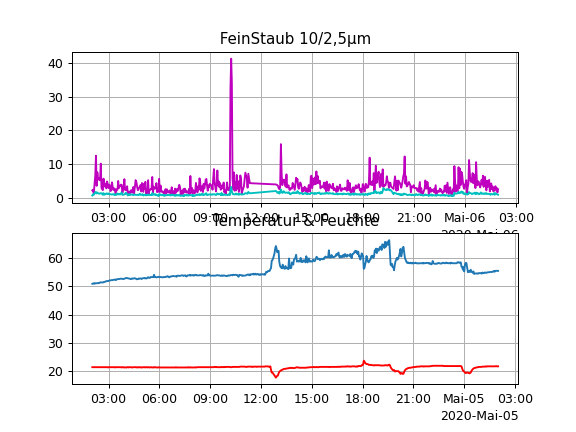 FeinStaub 10/2,5µm
40
30
20
10
0
03:00 06:00 09:00 12:00 15:00 18:00 21:00 Mai-06 03:00
2020-Mai-06
Temperatur & Feuchte
60
50
40
30
20
03:00 06:00 09:00 12:00 15:00 18:00 21:00 Mai-05 03:00
2020-Mai-05